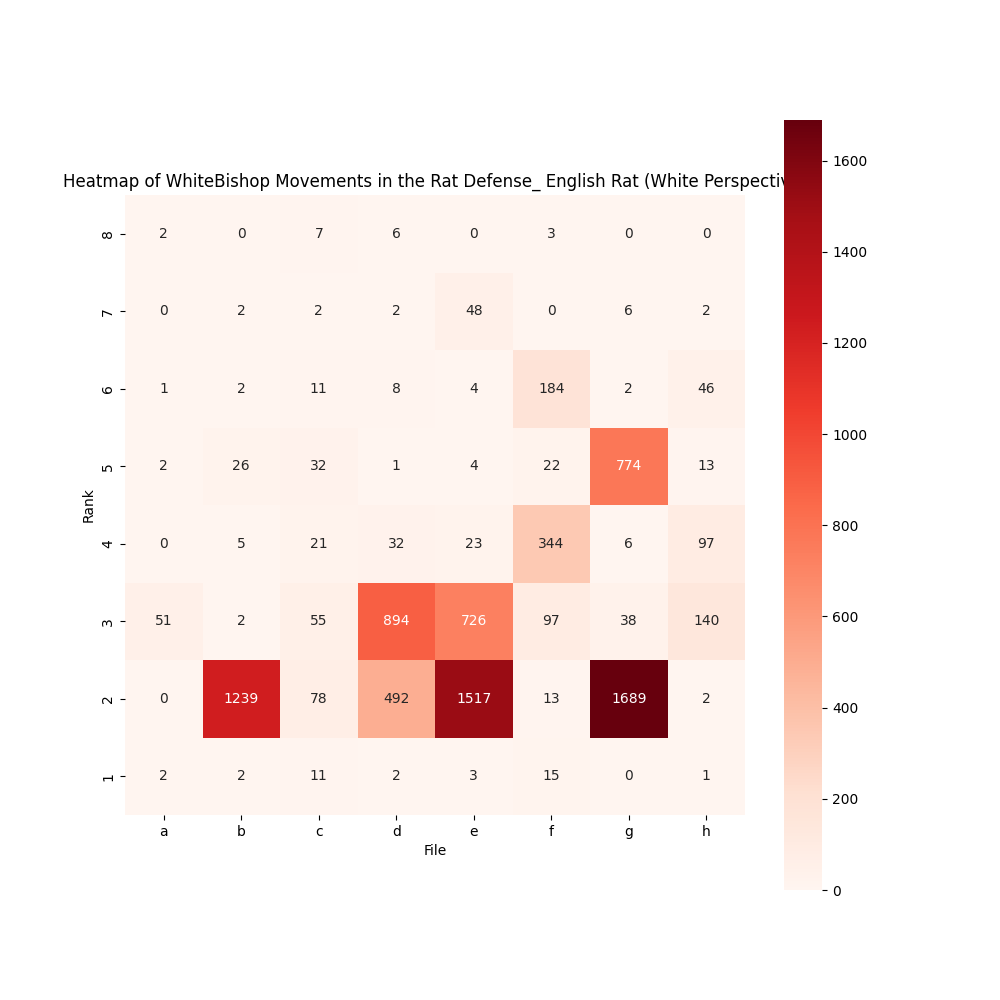 Heatmap of WhiteBishop Movements in the Rat Defense_ English Rat (White Perspectiv
1600
1400
1200
1000
800
600
400
200
0
Rank
8 2 0 7 6 0 3 0 0
7 0 2 2 2 48 0 6 2
6 1 2 11 8 4 184 2 46
5 2 26 32 1 4 22 774 13
4 0 5 21 32 23 344 6 97
3 51 2 55 894 726 97 38 140
2 0 1239 78 492 1517 13 1689 2
1 2 2 11 2 3 15 0 1
a b c d e f g h
File